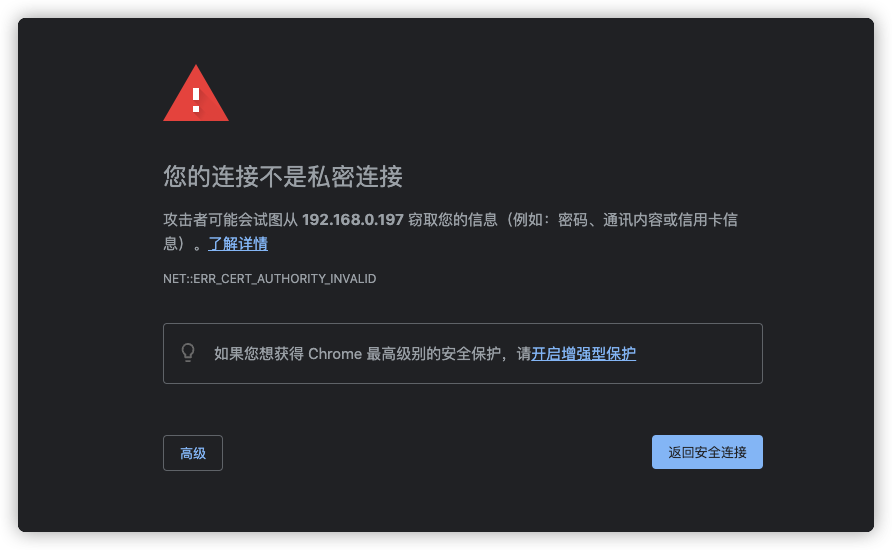 您的连接不是私密连接
攻击者可能会试图从 192.168.0.197 窃取您的信息（例如：密码、通讯内容或信用卡信
息）。了解详情
NET::ERR_CERT_AUTHORITY_INVALID
如果您想获得 Chrome 最高级别的安全保护，请开启增强型保护
高级
返回安全连接